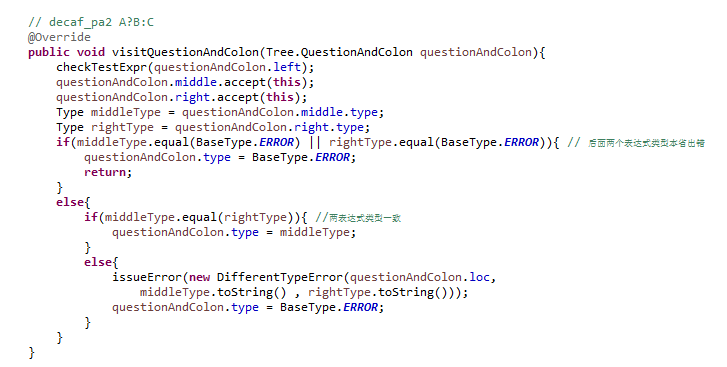 // decaf_pa2 A?B:C
@Override
public void visitQuestionAndColon(Tree.QuestionAndColon questionAndColon){
    checkTestExpr(questionAndColon.left);
    questionAndColon.middle.accept(this);
    questionAndColon.right.accept(this);
    Type middleType = questionAndColon.middle.type;
    Type rightType = questionAndColon.right.type;
    if(middleType.equal(BaseType.ERROR) || rightType.equal(BaseType.ERROR)){ // 后面两个表达式类型本省出错
        questionAndColon.type = BaseType.ERROR;
        return;
    }
    else{
        if(middleType.equal(rightType)){ //两表达式类型一致
            questionAndColon.type = middleType;
        }
        else{
            issueError(new DifferentTypeError(questionAndColon.loc,
                middleType.toString() , rightType.toString()));
            questionAndColon.type = BaseType.ERROR;
        }
    }
}